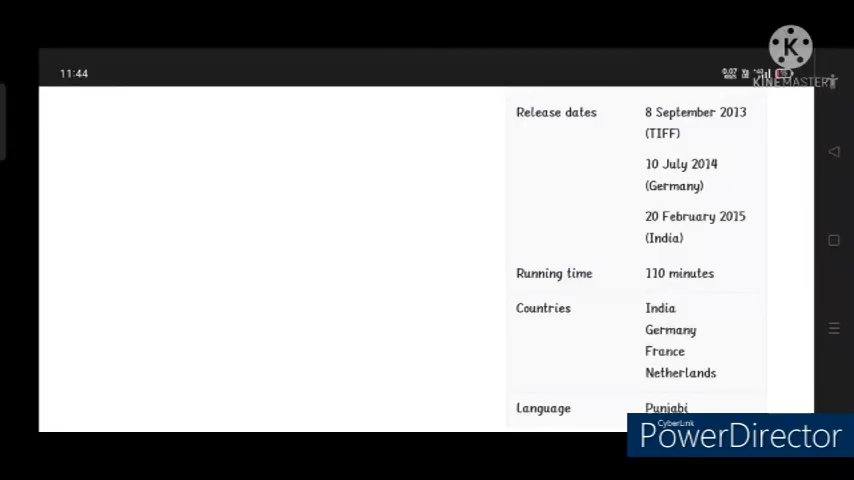 11:44
KINEMASTER
Release dates 8 September 2013
(TIFF)
10 July 2014
(Germany)
20 February 2015
(India)
Running time 110 minutes
Countries India
Germany
France
Netherlands
Language Punjabi
CyberLink
PowerDirector